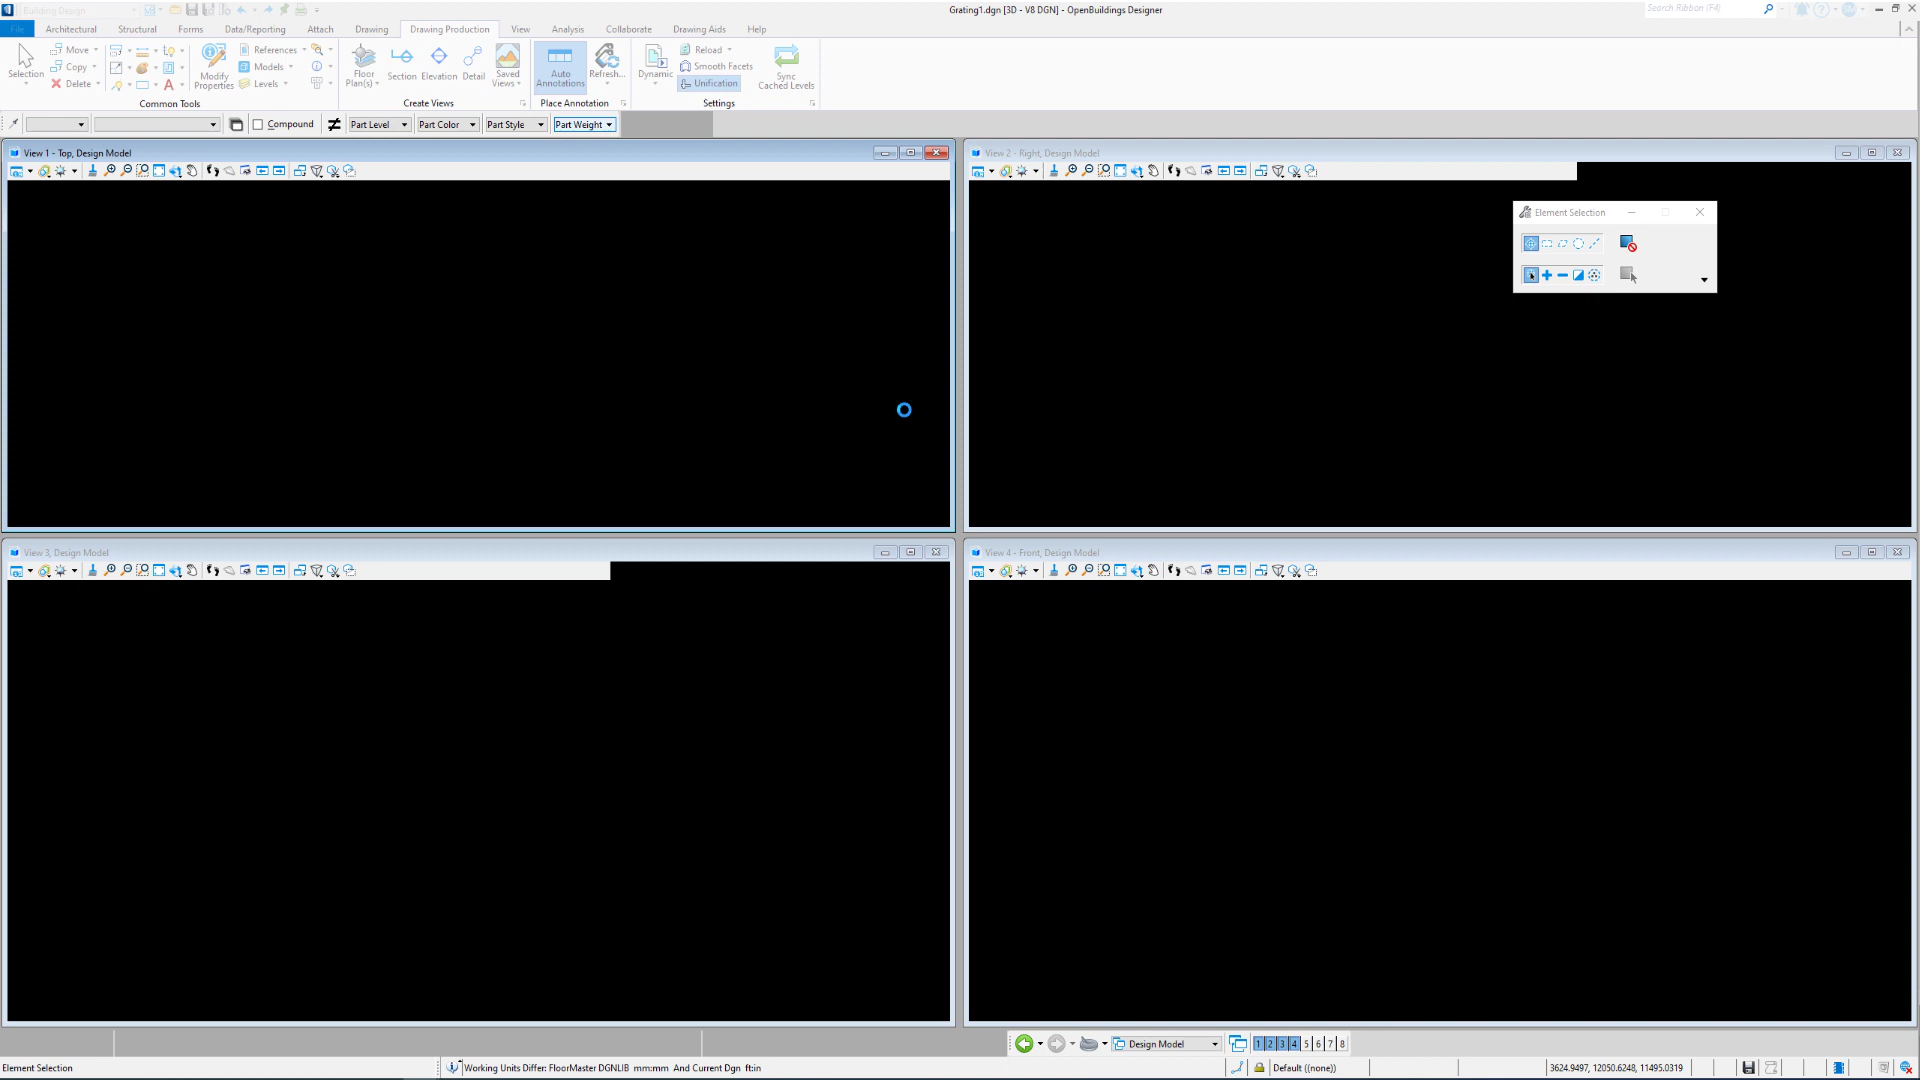 Building Design
Grating1.dgn [3D - V8 DGN] - OpenBuildings Designer
Search Ribbon (F4)
File
Architectural
Structural
Forms
Data/Reporting
Attach
Drawing
Drawing Production
View
Analysis
Collaborate
Drawing Aids
Help
Selection
Move
Copy
Delete
Modify
Properties
References
Models
Levels
Common Tools
Floor
Plan(s)
Section
Elevation
Detail
Saved
Views
Create Views
Auto
Annotations
Refresh...
Place Annotation
Dynamic
Reload
Smooth Facets
Unification
Settings
Sync
Cached Levels
Compound
Part Level
Part Color
Part Style
Part Weight
View 1 - Top, Design Model
View 2 - Right, Design Model
Element Selection
View 3, Design Model
View 4 - Front, Design Model
Design Model
1 2 3 4 5 6 7 8
Element Selection
Working Units Differ: FloorMaster DGNLIB mm:mm And Current Dgn ft:in
Default ((none))
3624.9497, 12050.6248, 11495.0319